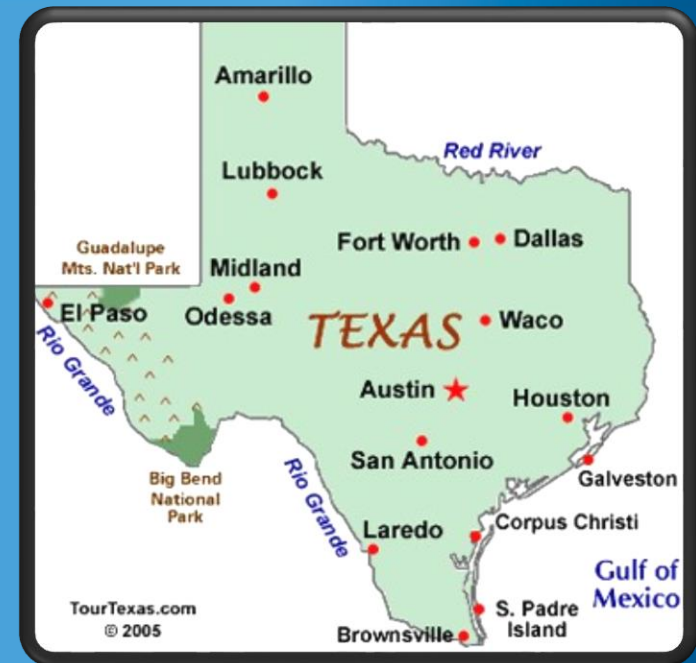 Amarillo
Red River
Lubbock
Fort Worth
Dallas
Guadalupe
Mts. Nat'l Park
Midland
El Paso
Odessa
TEXAS
Waco
Rio Grande
Austin
Houston
San Antonio
Galveston
Big Bend
National
Park
Rio Grande
Laredo
Corpus Christi
Gulf of
Mexico
TourTexas.com
© 2005
S. Padre
Island
Brownsville